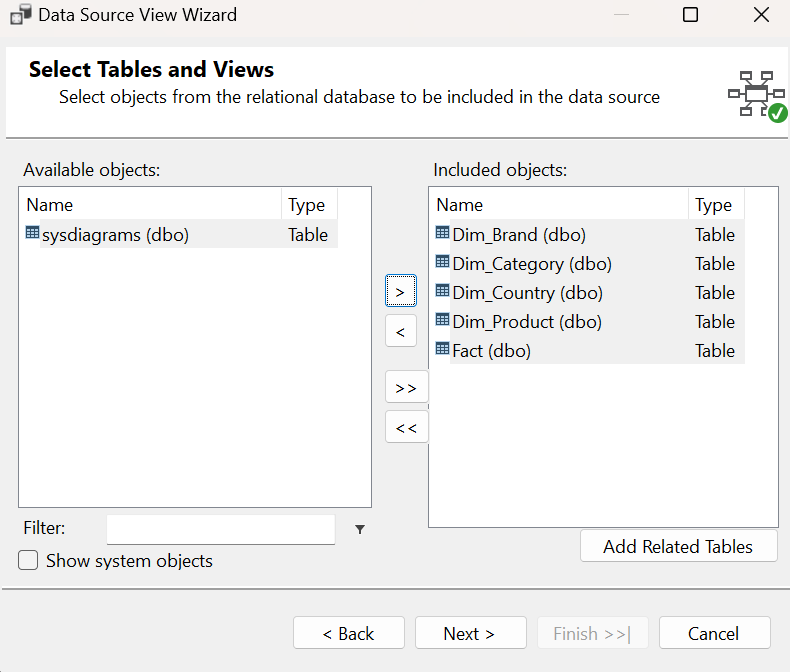 Data Source View Wizard
Select Tables and Views
Select objects from the relational database to be included in the data source
Available objects:
Name Type
sysdiagrams (dbo) Table
Included objects:
Name Type
Dim_Brand (dbo) Table
Dim_Category (dbo) Table
Dim_Country (dbo) Table
Dim_Product (dbo) Table
Fact (dbo) Table
>
<
>>
<<
Filter:
Show system objects
Add Related Tables
< Back
Next >
Finish >>|
Cancel